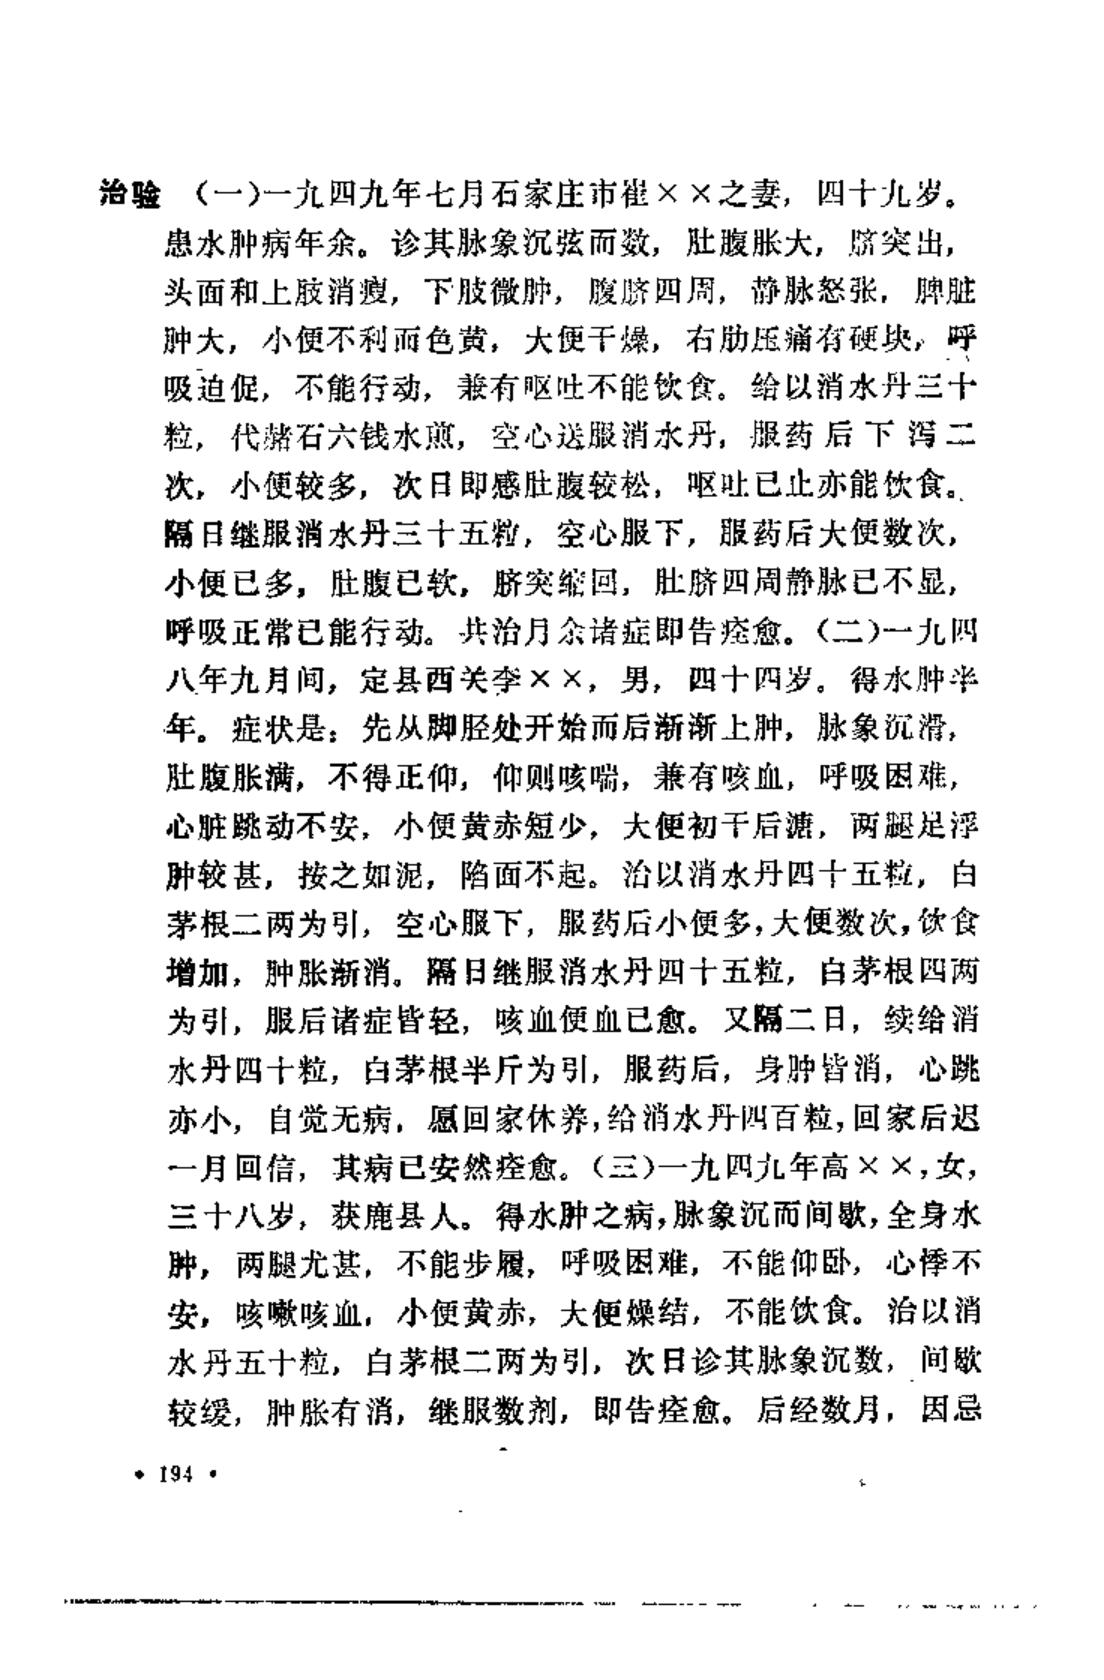 治验 （一）一九四九年七月石家庄市崔××之妻，四十九岁。
患水肿病年余。诊其脉象沉弦而数，肚腹胀大，脐突出，
头面和上肢消瘦，下肢微肿，腹脐四周，静脉怒张，脾脏
肿大，小便不利而色黄，大便干燥，右肋压痛有硬块，呼
吸迫促，不能行动，兼有呕吐不能饮食。给以消水丹三十
粒，代赭石六钱水煎，空心送服消水丹，服药后下泻二
次，小便较多，次日即感肚腹较松，呕吐已止亦能饮食。
隔日继服消水丹三十五粒，空心服下，服药后大便数次，
小便已多，肚腹已软，脐突缩回，肚脐四周静脉已不显，
呼吸正常已能行动。共治月余诸症即告痊愈。（二）一九四
八年九月间，定县西关李××，男，四十四岁。得水肿半
年。症状是：先从脚胫处开始而后渐渐上肿，脉象沉滑，
肚腹胀满，不得正仰，仰则咳喘，兼有咳血，呼吸困难，
心脏跳动不安，小便黄赤短少，大便初干后溏，两腿足浮
肿较甚，按之如泥，陷面不起。治以消水丹四十五粒，白
茅根二两为引，空心服下，服药后小便多，大便数次，饮食
增加，肿胀渐消。隔日继服消水丹四十五粒，白茅根四两
为引，服后诸症皆轻，咳血便血已愈。又隔二日，续给消
水丹四十粒，白茅根半斤为引，服药后，身肿皆消，心跳
亦小，自觉无病，愿回家休养，给消水丹四百粒，回家后迟
一月回信，其病已安然痊愈。（三）一九四九年高××，女，
三十八岁，获鹿县人。得水肿之病，脉象沉而间歇，全身水
肿，两腿尤甚，不能步履，呼吸困难，不能仰卧，心悸不
安，咳嗽咳血，小便黄赤，大便燥结，不能饮食。治以消
水丹五十粒，白茅根二两为引，次日诊其脉象沉数，间歇
较缓，肿胀有消，继服数剂，即告痊愈。后经数月，因忌
• 194 •